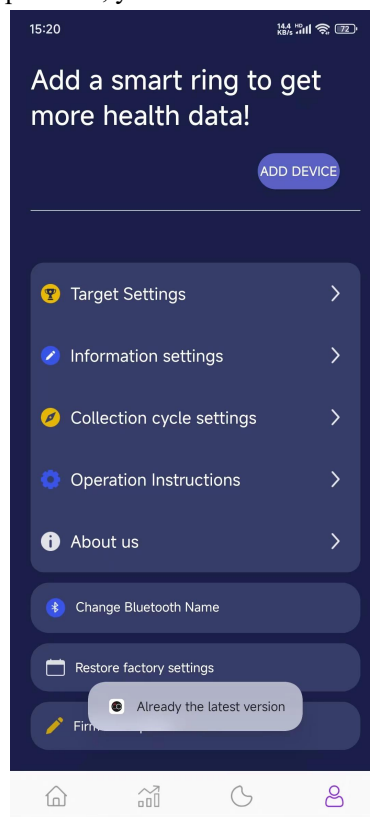 15:20
14.4 KB/s HD 72
Add a smart ring to get
more health data!
ADD DEVICE
Target Settings
Information settings
Collection cycle settings
Operation Instructions
About us
Change Bluetooth Name
Restore factory settings
Already the latest version